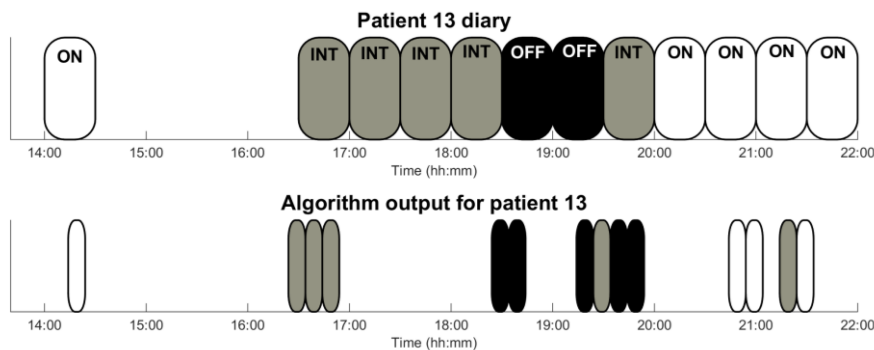 Patient 13 diary
ON INT INT INT INT OFF OFF INT ON ON ON ON
14:00 15:00 16:00 17:00 18:00 19:00 20:00 21:00 22:00
Time (hh:mm)
Algorithm output for patient 13
14:00 15:00 16:00 17:00 18:00 19:00 20:00 21:00 22:00
Time (hh:mm)